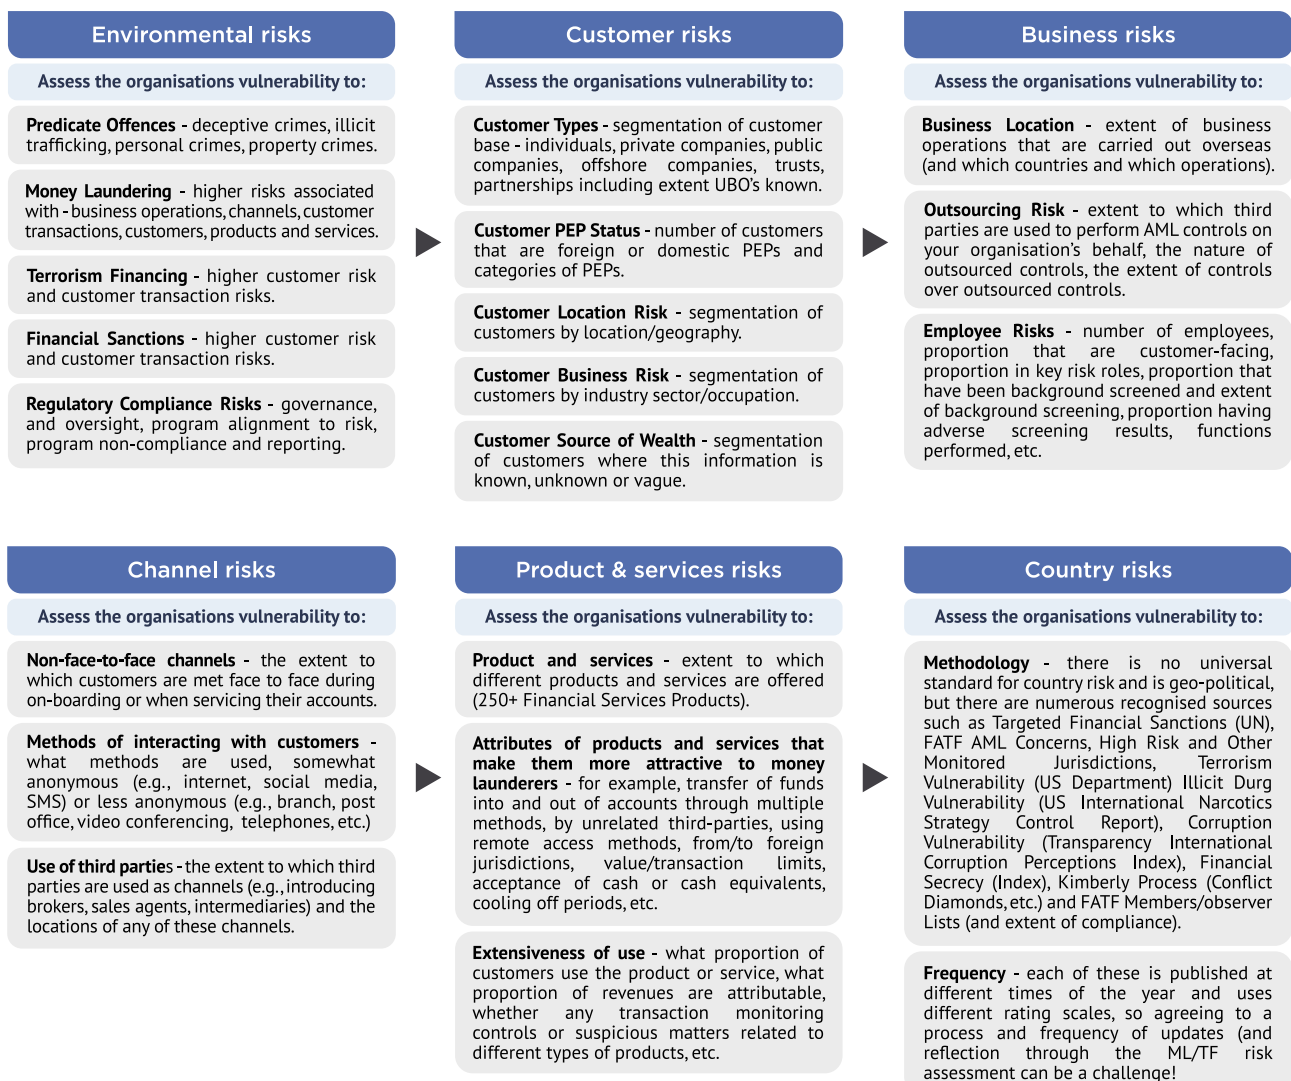 Environmental risks
Assess the organisations vulnerability to:
Predicate Offences - deceptive crimes, illicit
trafficking, personal crimes, property crimes.
Money Laundering - higher risks associated
with - business operations, channels, customer
transactions, customers, products and services.
Terrorism Financing - higher customer risk
and customer transaction risks.
Financial Sanctions - higher customer risk
and customer transaction risks.
Regulatory Compliance Risks - governance,
and oversight, program alignment to risk,
program non-compliance and reporting.
Customer risks
Assess the organisations vulnerability to:
Customer Types - segmentation of customer
base - individuals, private companies, public
companies, offshore companies, trusts,
partnerships including extent UBO's known.
Customer PEP Status - number of customers
that are foreign or domestic PEPs and
categories of PEPs.
Customer Location Risk - segmentation of
customers by location/geography.
Customer Business Risk - segmentation of
customers by industry sector/occupation.
Customer Source of Wealth - segmentation
of customers where this information is
known, unknown or vague.
Business risks
Assess the organisations vulnerability to:
Business Location - extent of business
operations that are carried out overseas
(and which countries and which operations).
Outsourcing Risk - extent to which third
parties are used to perform AML controls on
your organisation's behalf, the nature of
outsourced controls, the extent of controls
over outsourced controls.
Employee Risks - number of employees,
proportion that are customer-facing,
proportion in key risk roles, proportion that
have been background screened and extent
of background screening, proportion having
adverse screening results, functions
performed, etc.
Channel risks
Assess the organisations vulnerability to:
Non-face-to-face channels - the extent to
which customers are met face to face during
on-boarding or when servicing their accounts.
Methods of interacting with customers -
what methods are used, somewhat
anonymous (e.g., internet, social media,
SMS) or less anonymous (e.g., branch, post
office, video conferencing, telephones, etc.)
Use of third parties - the extent to which third
parties are used as channels (e.g., introducing
brokers, sales agents, intermediaries) and the
locations of any of these channels.
Product & services risks
Assess the organisations vulnerability to:
Product and services - extent to which
different products and services are offered
(250+ Financial Services Products).
Attributes of products and services that
make them more attractive to money
launderers - for example, transfer of funds
into and out of accounts through multiple
methods, by unrelated third-parties, using
remote access methods, from/to foreign
jurisdictions, value/transaction limits,
acceptance of cash or cash equivalents,
cooling off periods, etc.
Extensiveness of use - what proportion of
customers use the product or service, what
proportion of revenues are attributable,
whether any transaction monitoring
controls or suspicious matters related to
different types of products, etc.
Country risks
Assess the organisations vulnerability to:
Methodology - there is no universal
standard for country risk and is geo-political,
but there are numerous recognised sources
such as Targeted Financial Sanctions (UN),
FATF AML Concerns, High Risk and Other
Monitored Jurisdictions, Terrorism
Vulnerability (US Department) Illicit Durg
Vulnerability (US International Narcotics
Strategy Control Report), Corruption
Vulnerability (Transparency International
Corruption Perceptions Index), Financial
Secrecy (Index), Kimberly Process (Conflict
Diamonds, etc.) and FATF Members/observer
Lists (and extent of compliance).
Frequency - each of these is published at
different times of the year and uses
different rating scales, so agreeing to a
process and frequency of updates (and
reflection through the ML/TF risk
assessment can be a challenge!